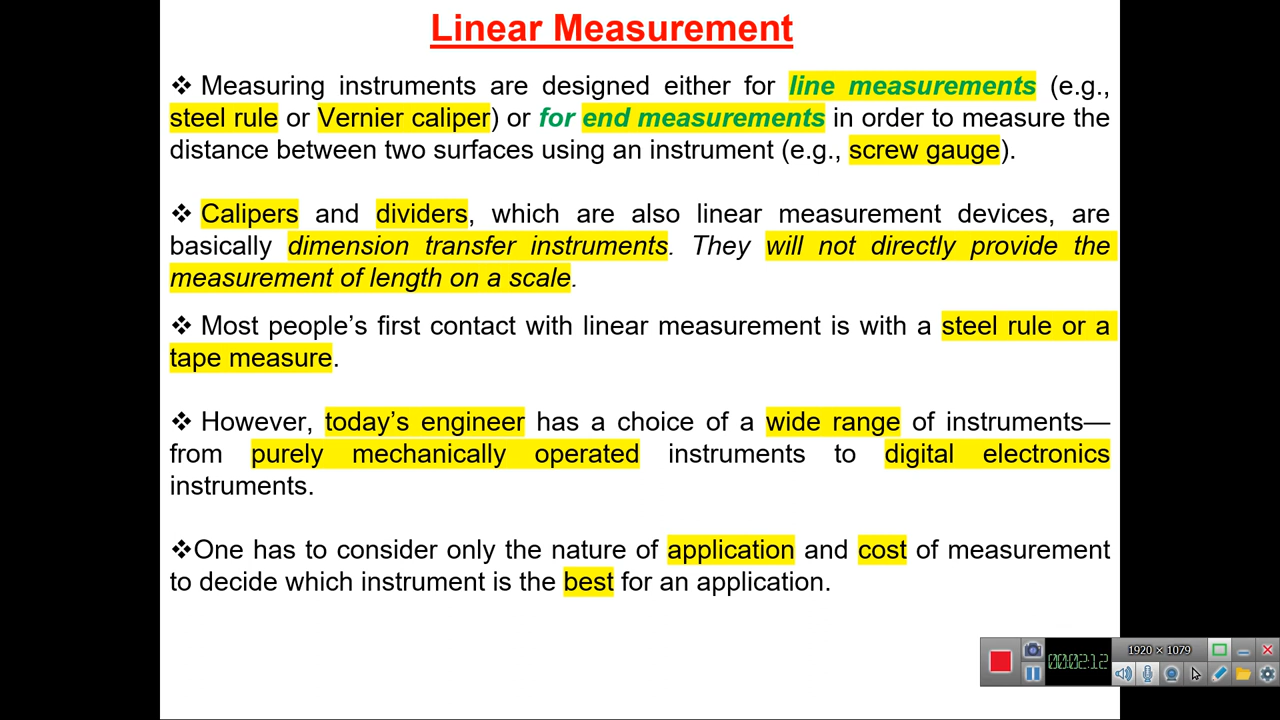 Linear Measurement
❖ Measuring instruments are designed either for line measurements (e.g.,
steel rule or Vernier caliper) or for end measurements in order to measure the
distance between two surfaces using an instrument (e.g., screw gauge).
❖ Calipers and dividers, which are also linear measurement devices, are
basically dimension transfer instruments. They will not directly provide the
measurement of length on a scale.
❖ Most people’s first contact with linear measurement is with a steel rule or a
tape measure.
❖ However, today’s engineer has a choice of a wide range of instruments—
from purely mechanically operated instruments to digital electronics
instruments.
❖One has to consider only the nature of application and cost of measurement
to decide which instrument is the best for an application.
1920 × 1079
00:02:12